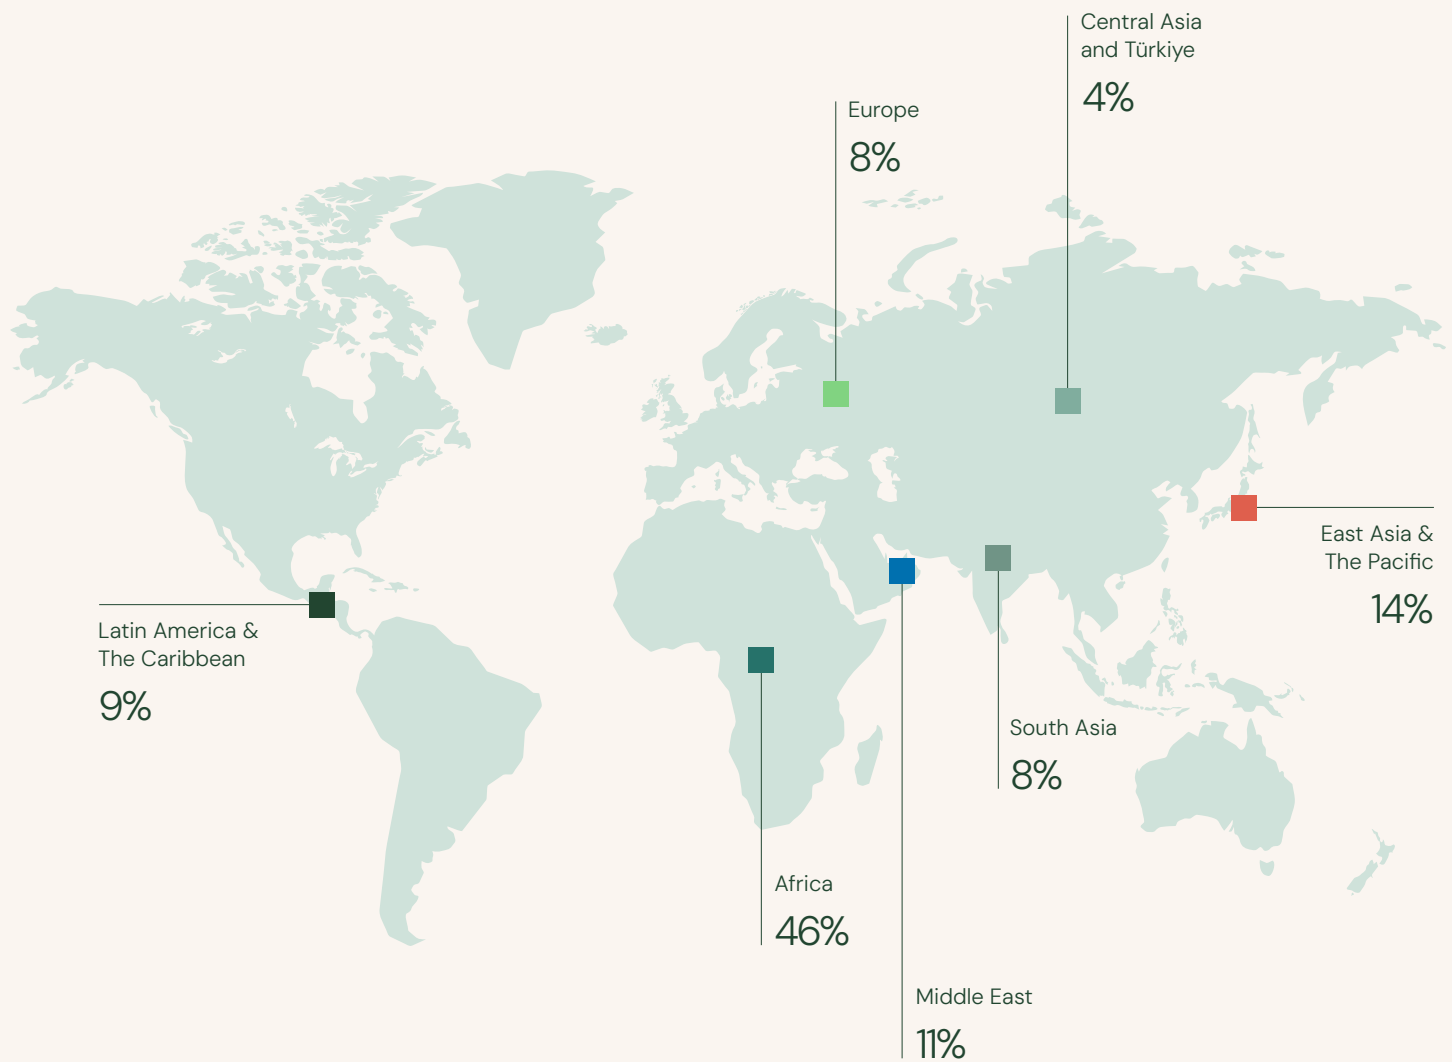 Central Asia
and Türkiye
4%
Europe
8%
East Asia &
The Pacific
14%
Latin America &
The Caribbean
9%
South Asia
8%
Africa
46%
Middle East
11%